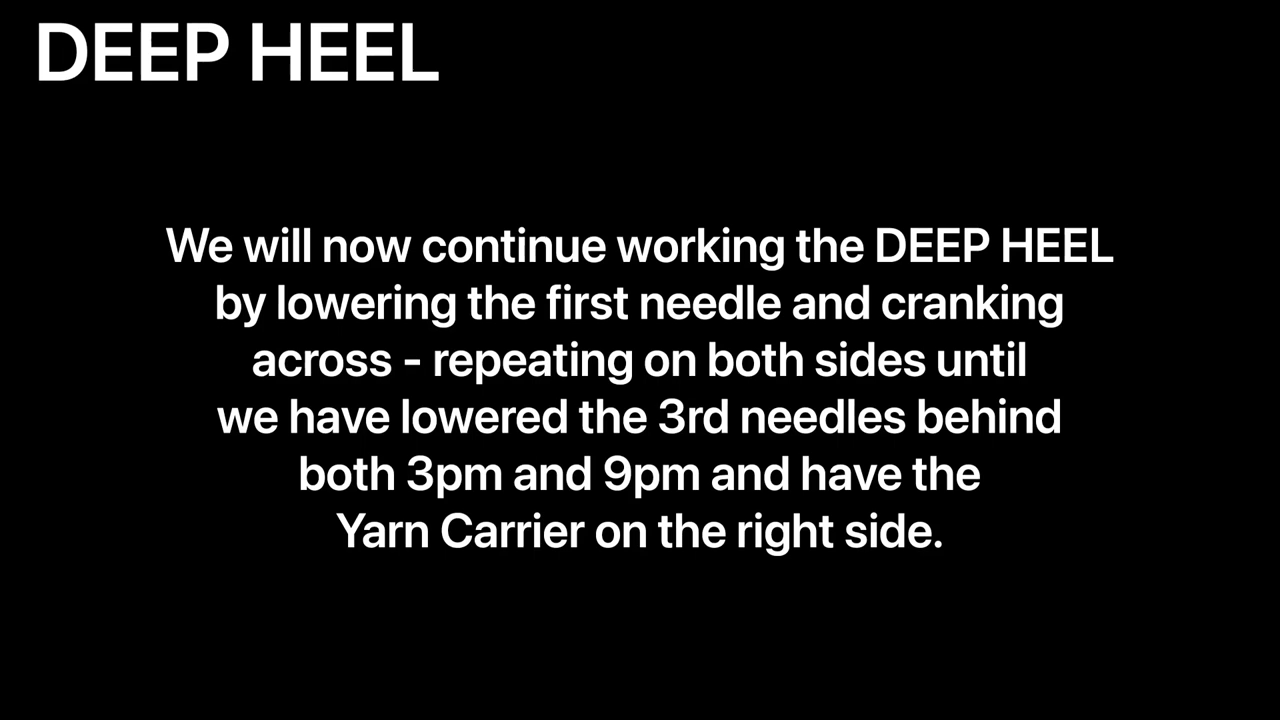 DEEP HEEL
We will now continue working the DEEP HEEL
by lowering the first needle and cranking
across - repeating on both sides until
we have lowered the 3rd needles behind
both 3pm and 9pm and have the
Yarn Carrier on the right side.